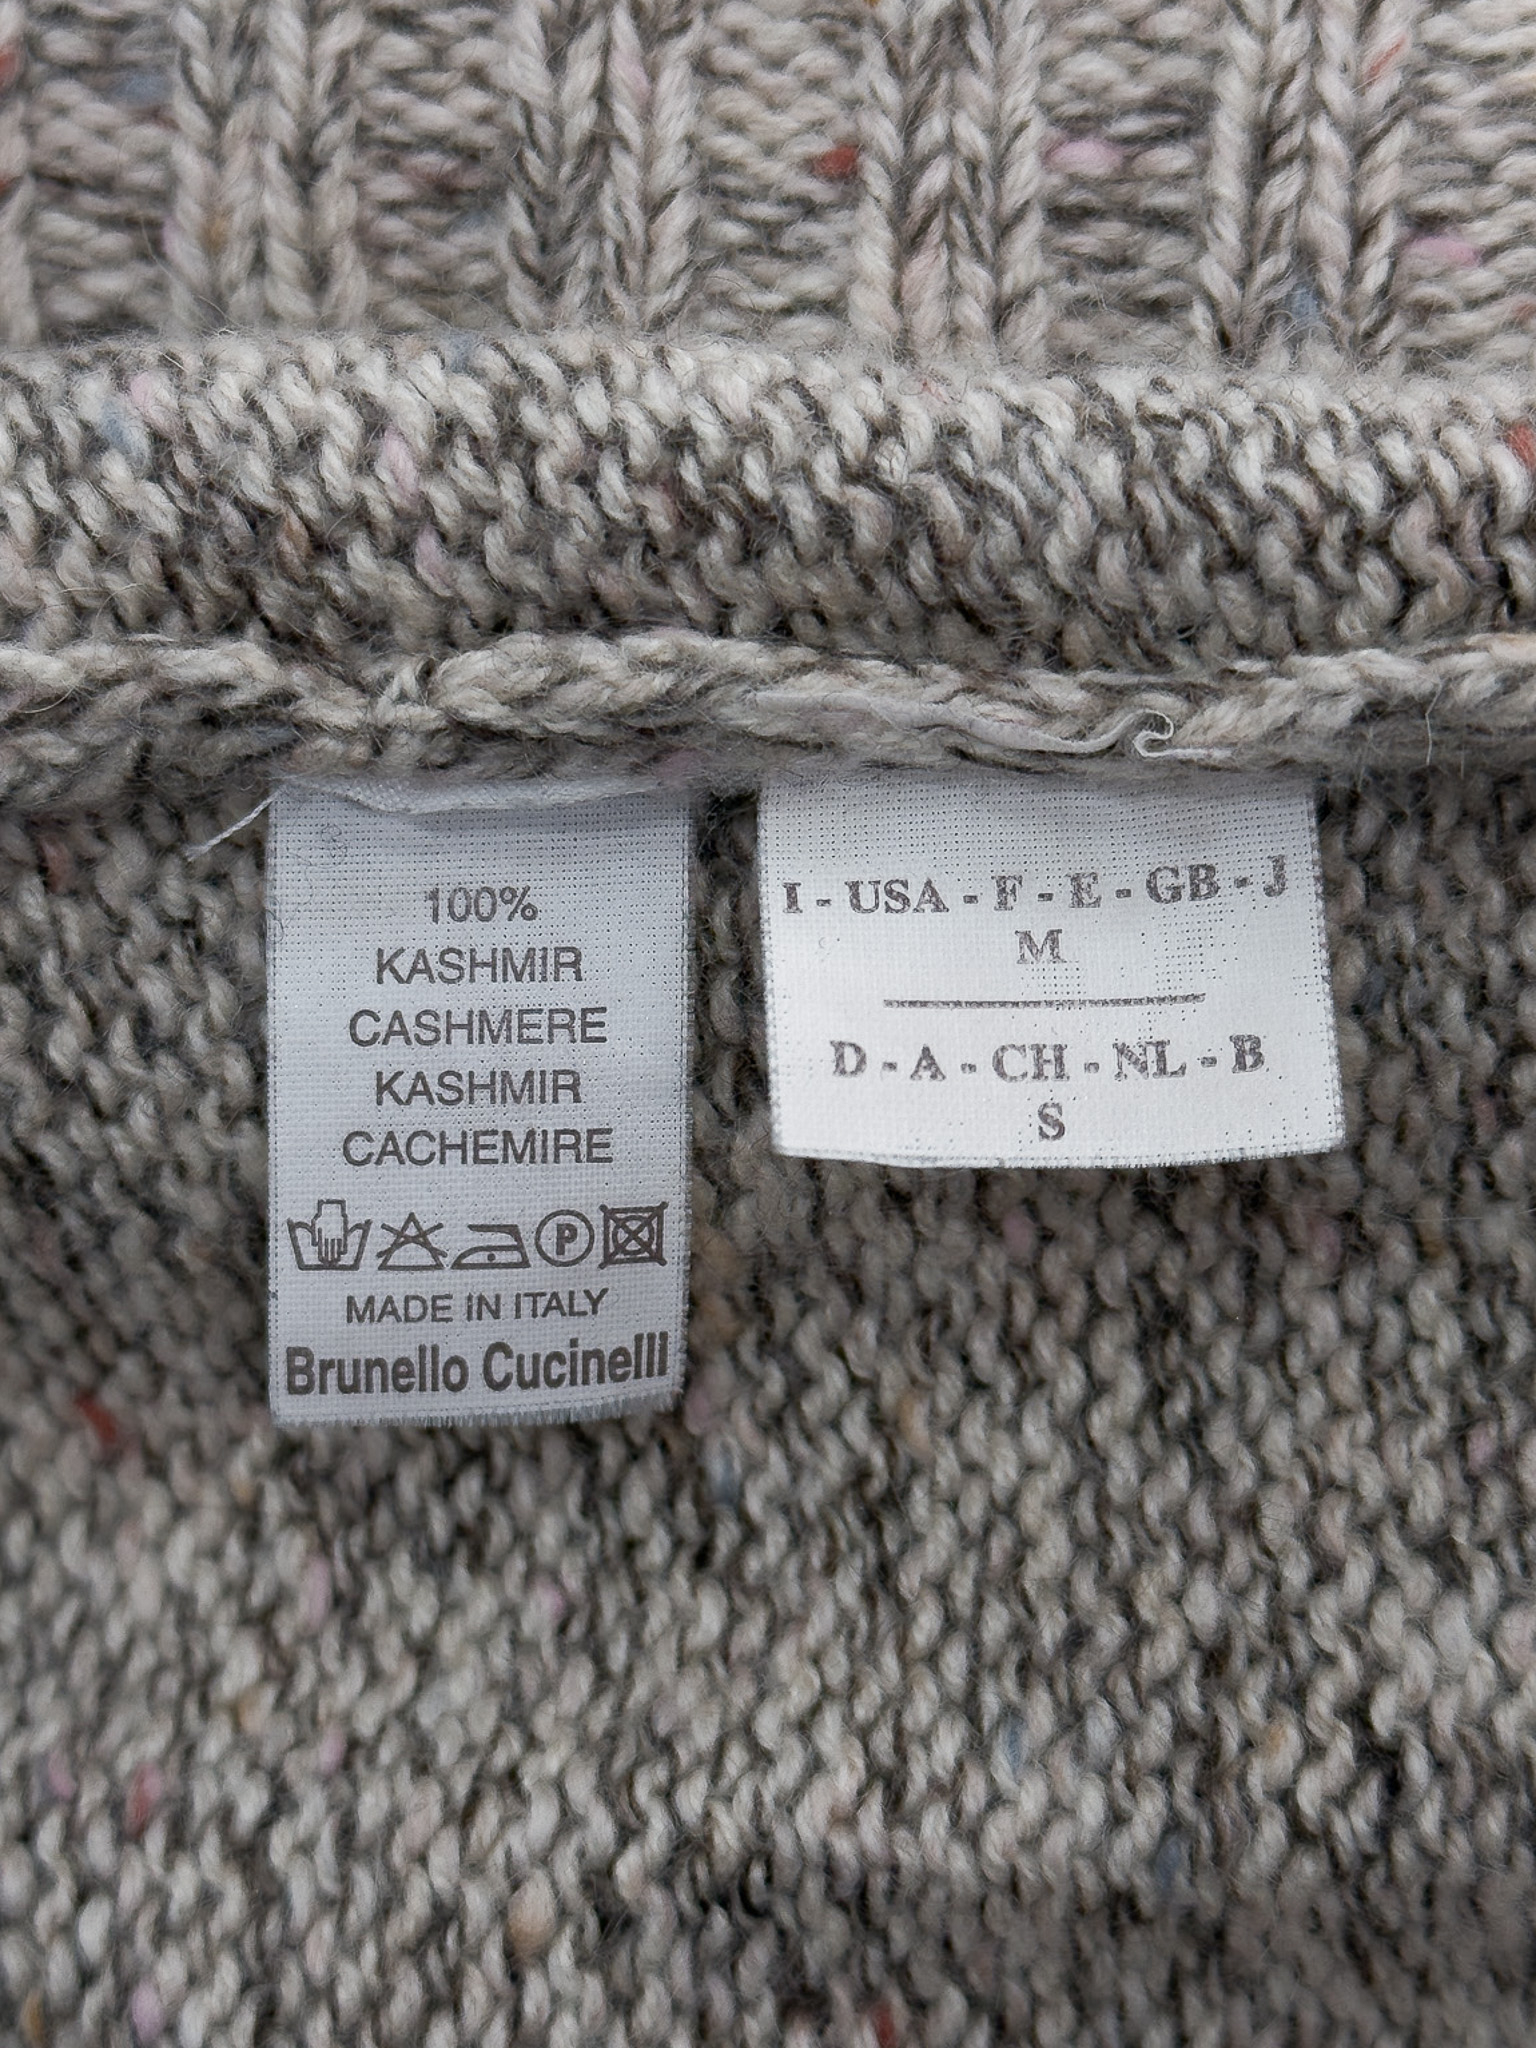 100%
KASHMIR
CASHMERE
KASHMIR
CACHEMIRE
P
MADE IN ITALY
Brunello Cucinelli
I - USA - F - E - GB - J
M
D - A - CH - NL - B
S